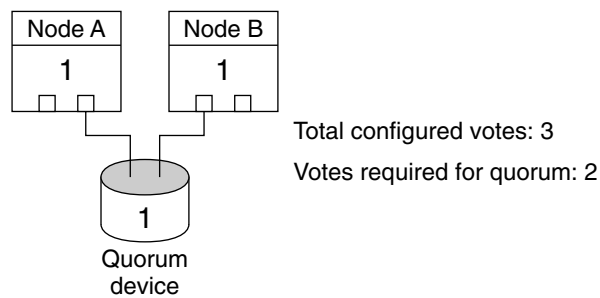 Node A
Node B
1
1
Total configured votes: 3
Votes required for quorum: 2
1
Quorum
device